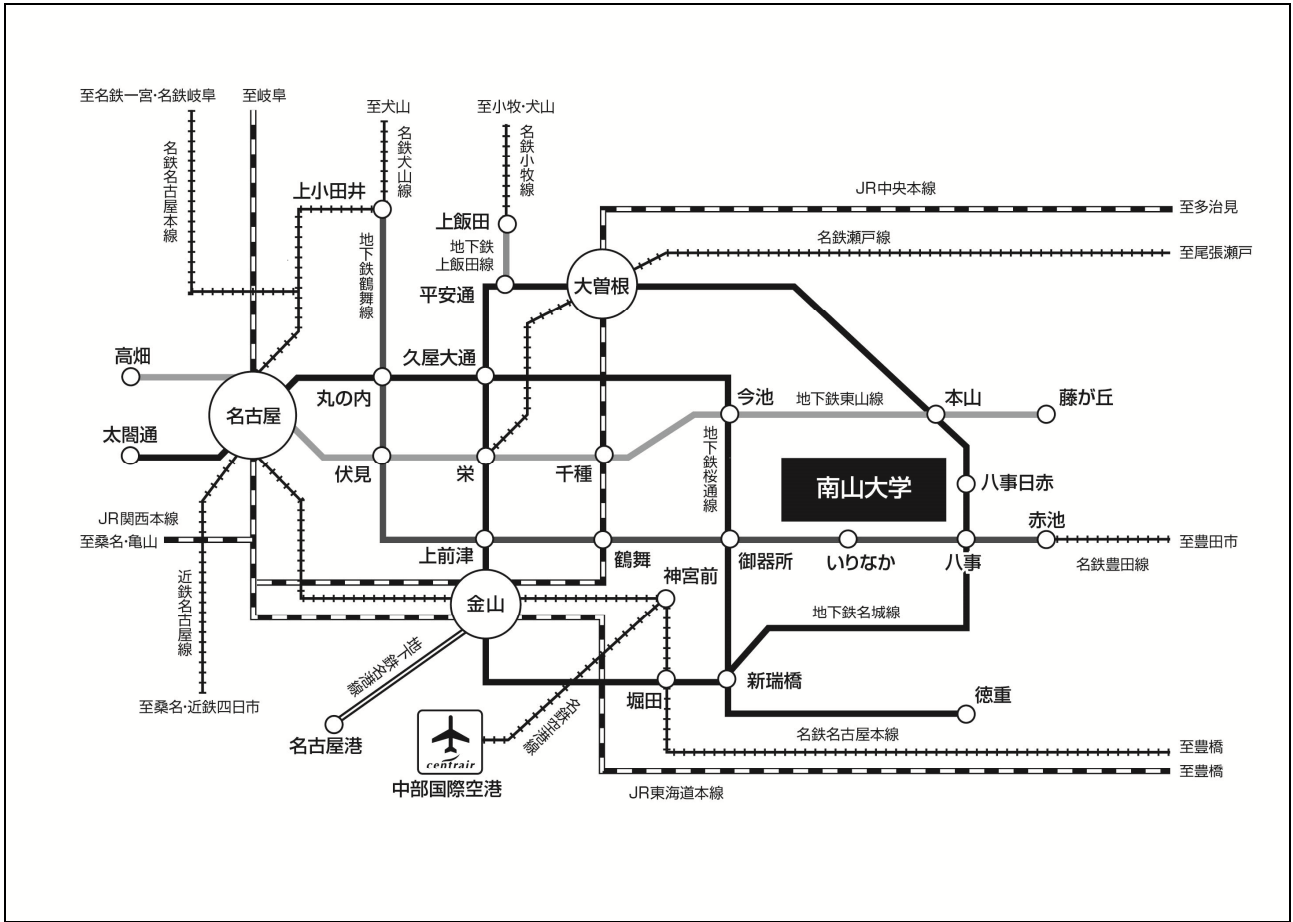 至名鉄一宮・名鉄岐阜
至岐阜
至犬山
至小牧・犬山
名鉄名古屋本線
名鉄犬山線
名鉄小牧線
上小田井
JR中央本線
至多治見
上飯田
名鉄瀬戸線
至尾張瀬戸
地下鉄鶴舞線
地下鉄
上飯田線
平安通
大曽根
高畑
久屋大通
丸の内
名古屋
今池
地下鉄東山線
本山
藤が丘
太閤通
伏見
栄
千種
地下鉄桜通線
南山大学
八事日赤
JR関西本線
至桑名・亀山
赤池
上前津
鶴舞
御器所
いりなか
八事
至豊田市
名鉄豊田線
神宮前
近鉄名古屋線
金山
地下鉄名城線
地下鉄名港線
至桑名・近鉄四日市
堀田
新瑞橋
徳重
名古屋港
名鉄空港線
centrair
中部国際空港
名鉄名古屋本線
至豊橋
至豊橋
JR東海道本線